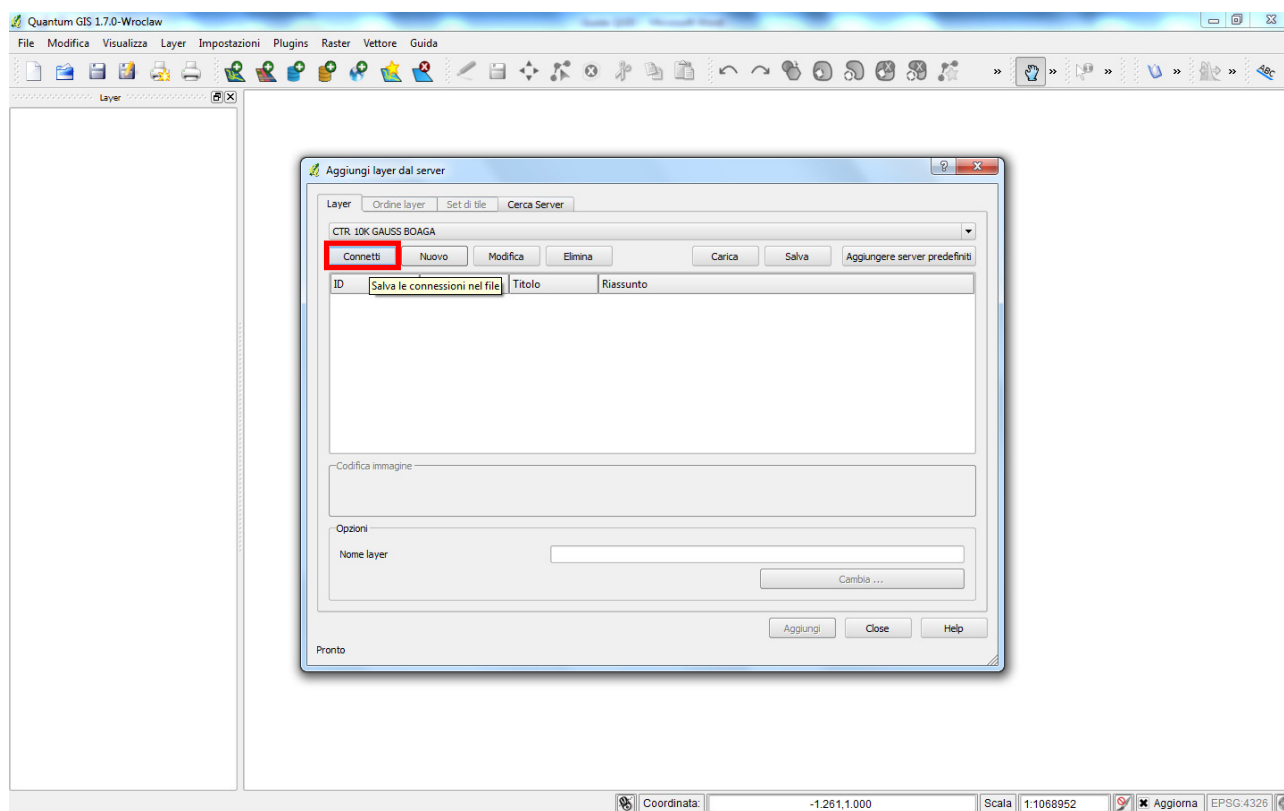 Quantum GIS 1.7.0-Wroclaw
File Modifica Visualizza Layer Impostazioni Plugins Raster Vettore Guida
» » » » » ABC
Layer
Aggiungi layer dal server
Layer Ordine layer Set di tile Cerca Server
CTR 10K GAUSS BOAGA
Connetti Nuovo Modifica Elimina Carica Salva Aggiungere server predefiniti
ID Titolo Riassunto
Salva le connessioni nel file
Codifica immagine
Opzioni
Nome layer
Cambia ...
Aggiungi Close Help
Pronto
Coordinata: -1.261,1.000 Scala 1:1068952 Aggiorna EPSG:4326